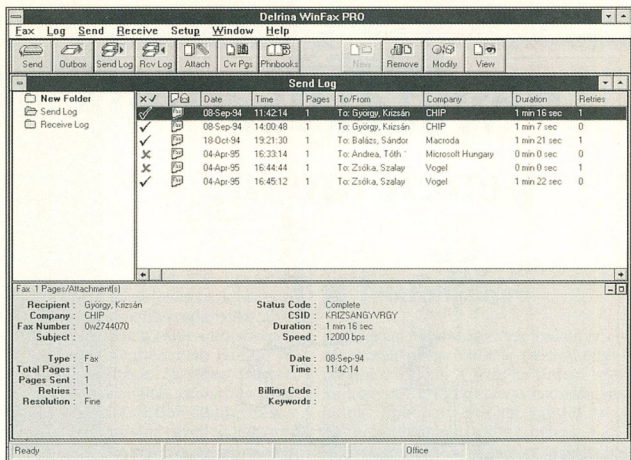 Delrina WinFax PRO
Fax Log Send Receive Setup Window Help
Send Outbox Send Log Rcv Log Attach Cvr Pgs Phnbooks New Remove Modify View
Send Log
New Folder
Send Log
Receive Log
Date Time Pages To/From Company Duration Retries
08-Sep-94 11:42:14 1 To: György, Krizsán CHIP 1 min 16 sec 1
08-Sep-94 14:00:48 1 To: György, Krizsán CHIP 1 min 7 sec 0
18-Oct-94 19:21:30 1 To: Balázs, Sándor Macroda 1 min 21 sec 1
04-Apr-95 16:33:14 1 To: Andrea, Tóth Microsoft Hungary 0 min 0 sec 0
04-Apr-95 16:44:44 1 To: Zsóka, Szalay Vogel 0 min 0 sec 0
04-Apr-95 16:45:12 1 To: Zsóka, Szalay Vogel 1 min 22 sec 0
Fax 1 Pages/Attachment(s)
Recipient : György, Krizsán
Company : CHIP
Fax Number : 0w2744070
Subject :
Type : Fax
Total Pages : 1
Pages Sent : 1
Retries : 1
Resolution : Fine
Status Code : Complete
CSID : KRIZSANGYVRGY
Duration : 1 min 16 sec
Speed : 12000 bps
Date : 08-Sep-94
Time : 11:42:14
Billing Code :
Keywords :
Ready Office